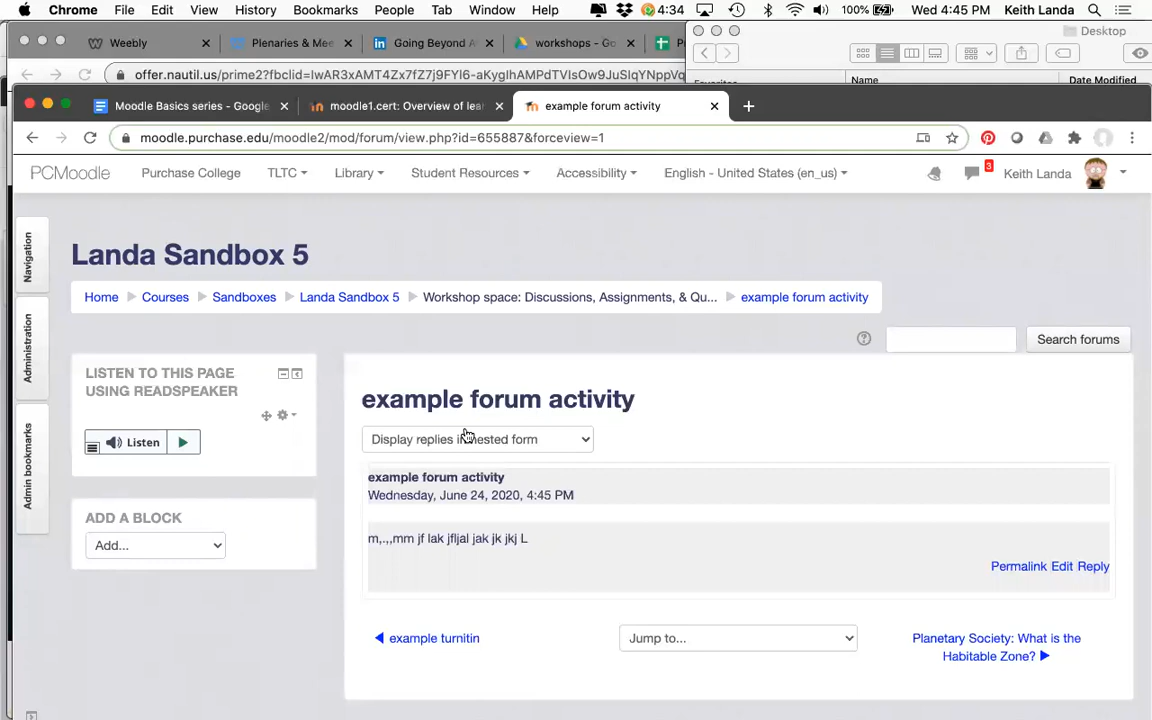 Chrome File Edit View History Bookmarks People Tab Window Help 4:34 100% Wed 4:45 PM Keith Landa
Weebly
Plenaries & Mee
Going Beyond A
workshops - Go
Desktop
offer.nautil.us/prime2?fbclid=IwAR3xAMT4Zx7fZ7j9FYI6-aKyglhAMPdTVIsOw9JuSlqYNppVq
Name Date Modified
Moodle Basics series - Google
moodle1.cert: Overview of lea
example forum activity
moodle.purchase.edu/moodle2/mod/forum/view.php?id=655887&forceview=1
PCMoodle Purchase College TLTC Library Student Resources Accessibility English - United States (en_us) 3 Keith Landa
Navigation
Administration
Admin bookmarks
Landa Sandbox 5
Home Courses Sandboxes Landa Sandbox 5 Workshop space: Discussions, Assignments, & Qu... example forum activity
Search forums
LISTEN TO THIS PAGE
USING READSPEAKER
Listen
ADD A BLOCK
Add...
example forum activity
Display replies in nested form
example forum activity
Wednesday, June 24, 2020, 4:45 PM
m,.,,mm jf lak jfljal jak jk jkj L
Permalink Edit Reply
example turnitin
Jump to...
Planetary Society: What is the
Habitable Zone?